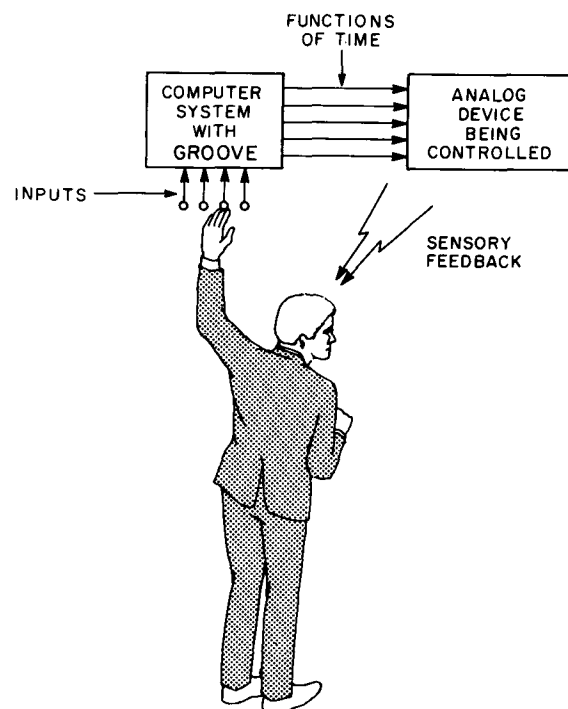 FUNCTIONS
OF TIME
COMPUTER
SYSTEM
WITH
GROOVE
ANALOG
DEVICE
BEING
CONTROLLED
INPUTS
SENSORY
FEEDBACK